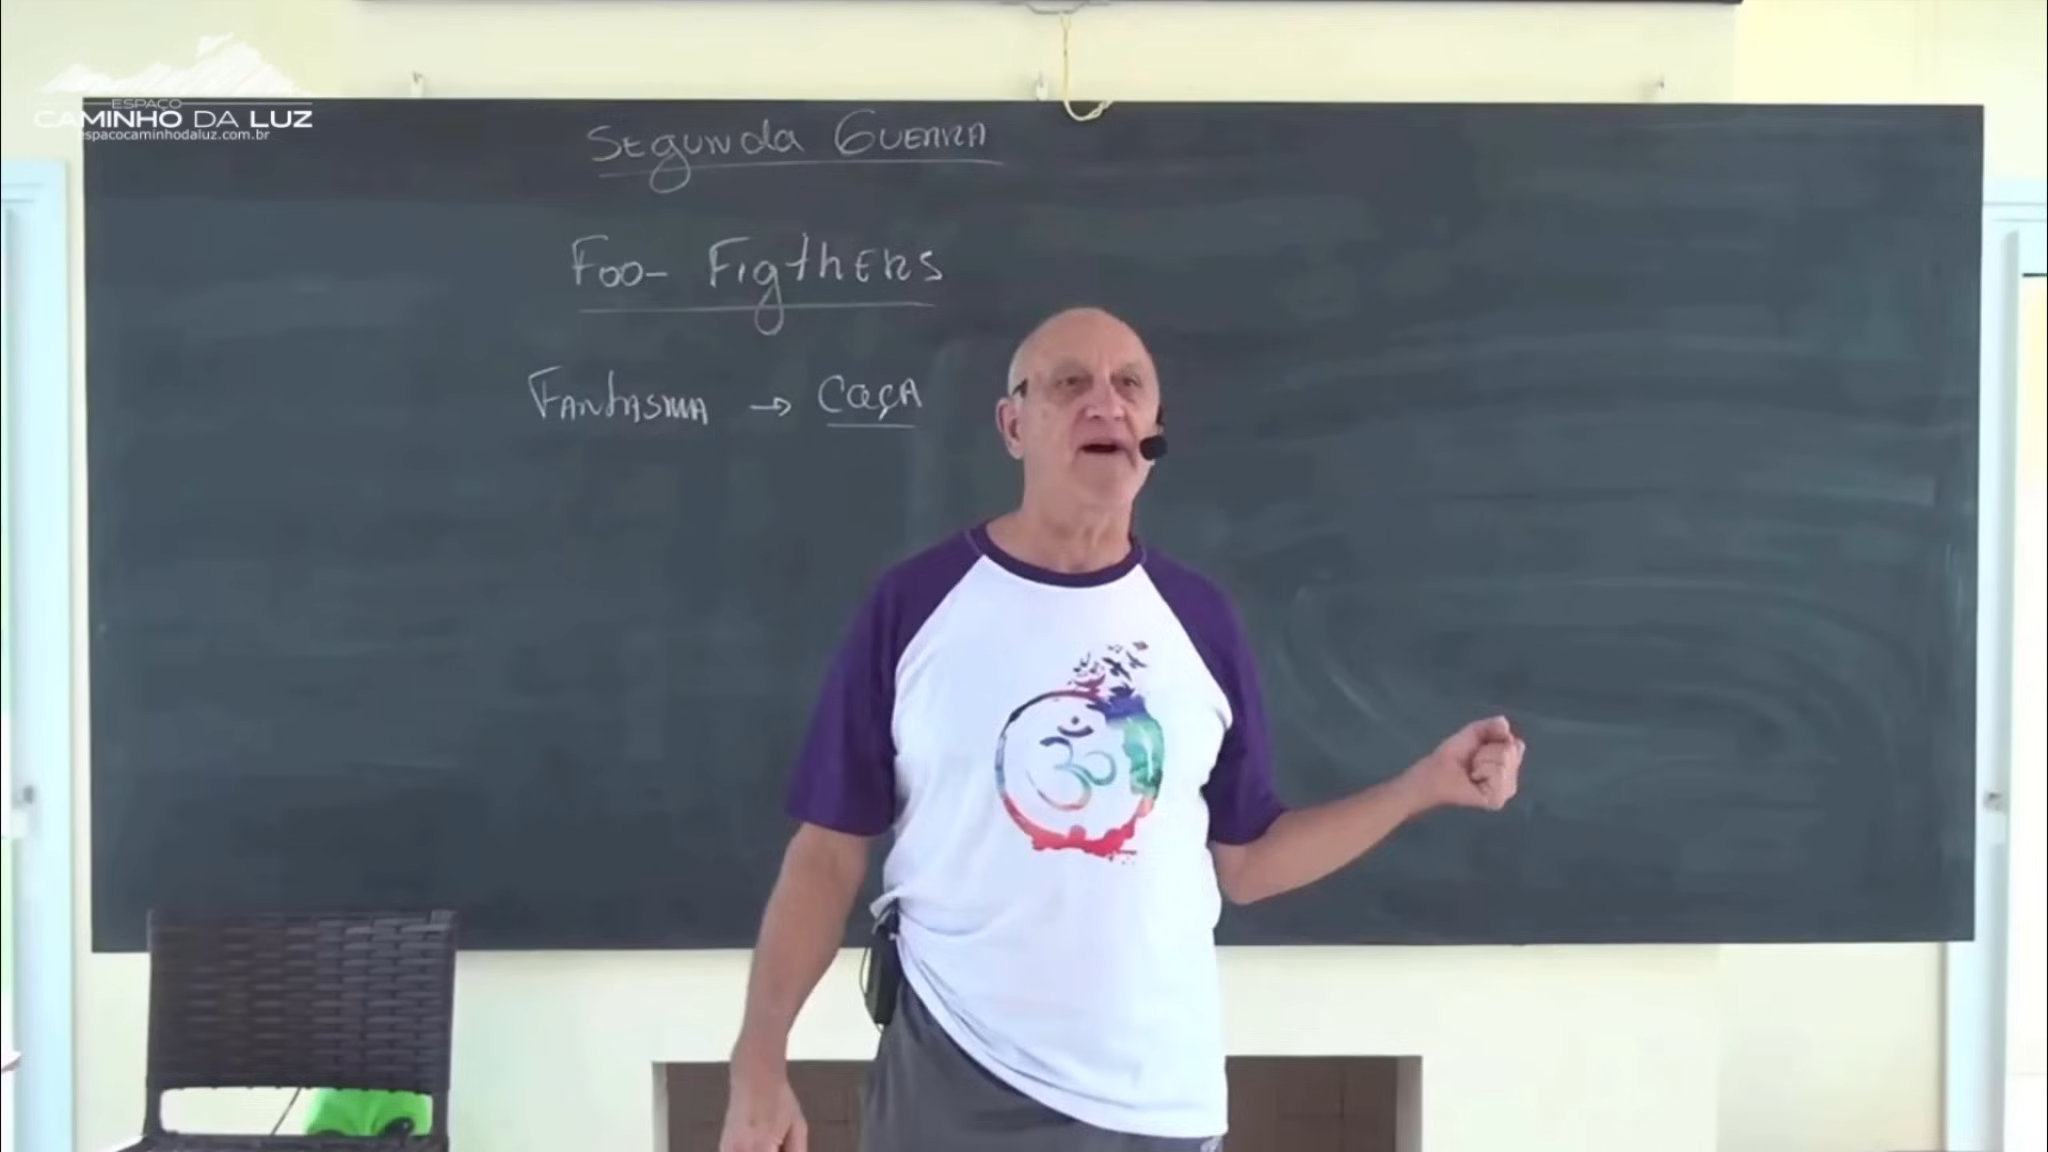 ESPAÇO
CAMINHO DA LUZ
espacocaminhodaluz.com.br
Segunda Guerra
Foo- Figthers
Fantasma → Caça